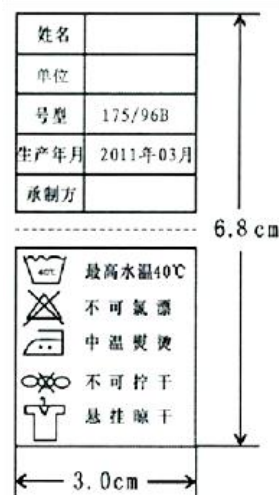 姓名
单位
号型 175/96B
生产年月 2011年03月
承制方
6.8cm
40℃ 最高水温40℃
不可氯漂
中温熨烫
不可拧干
悬挂晾干
3.0cm